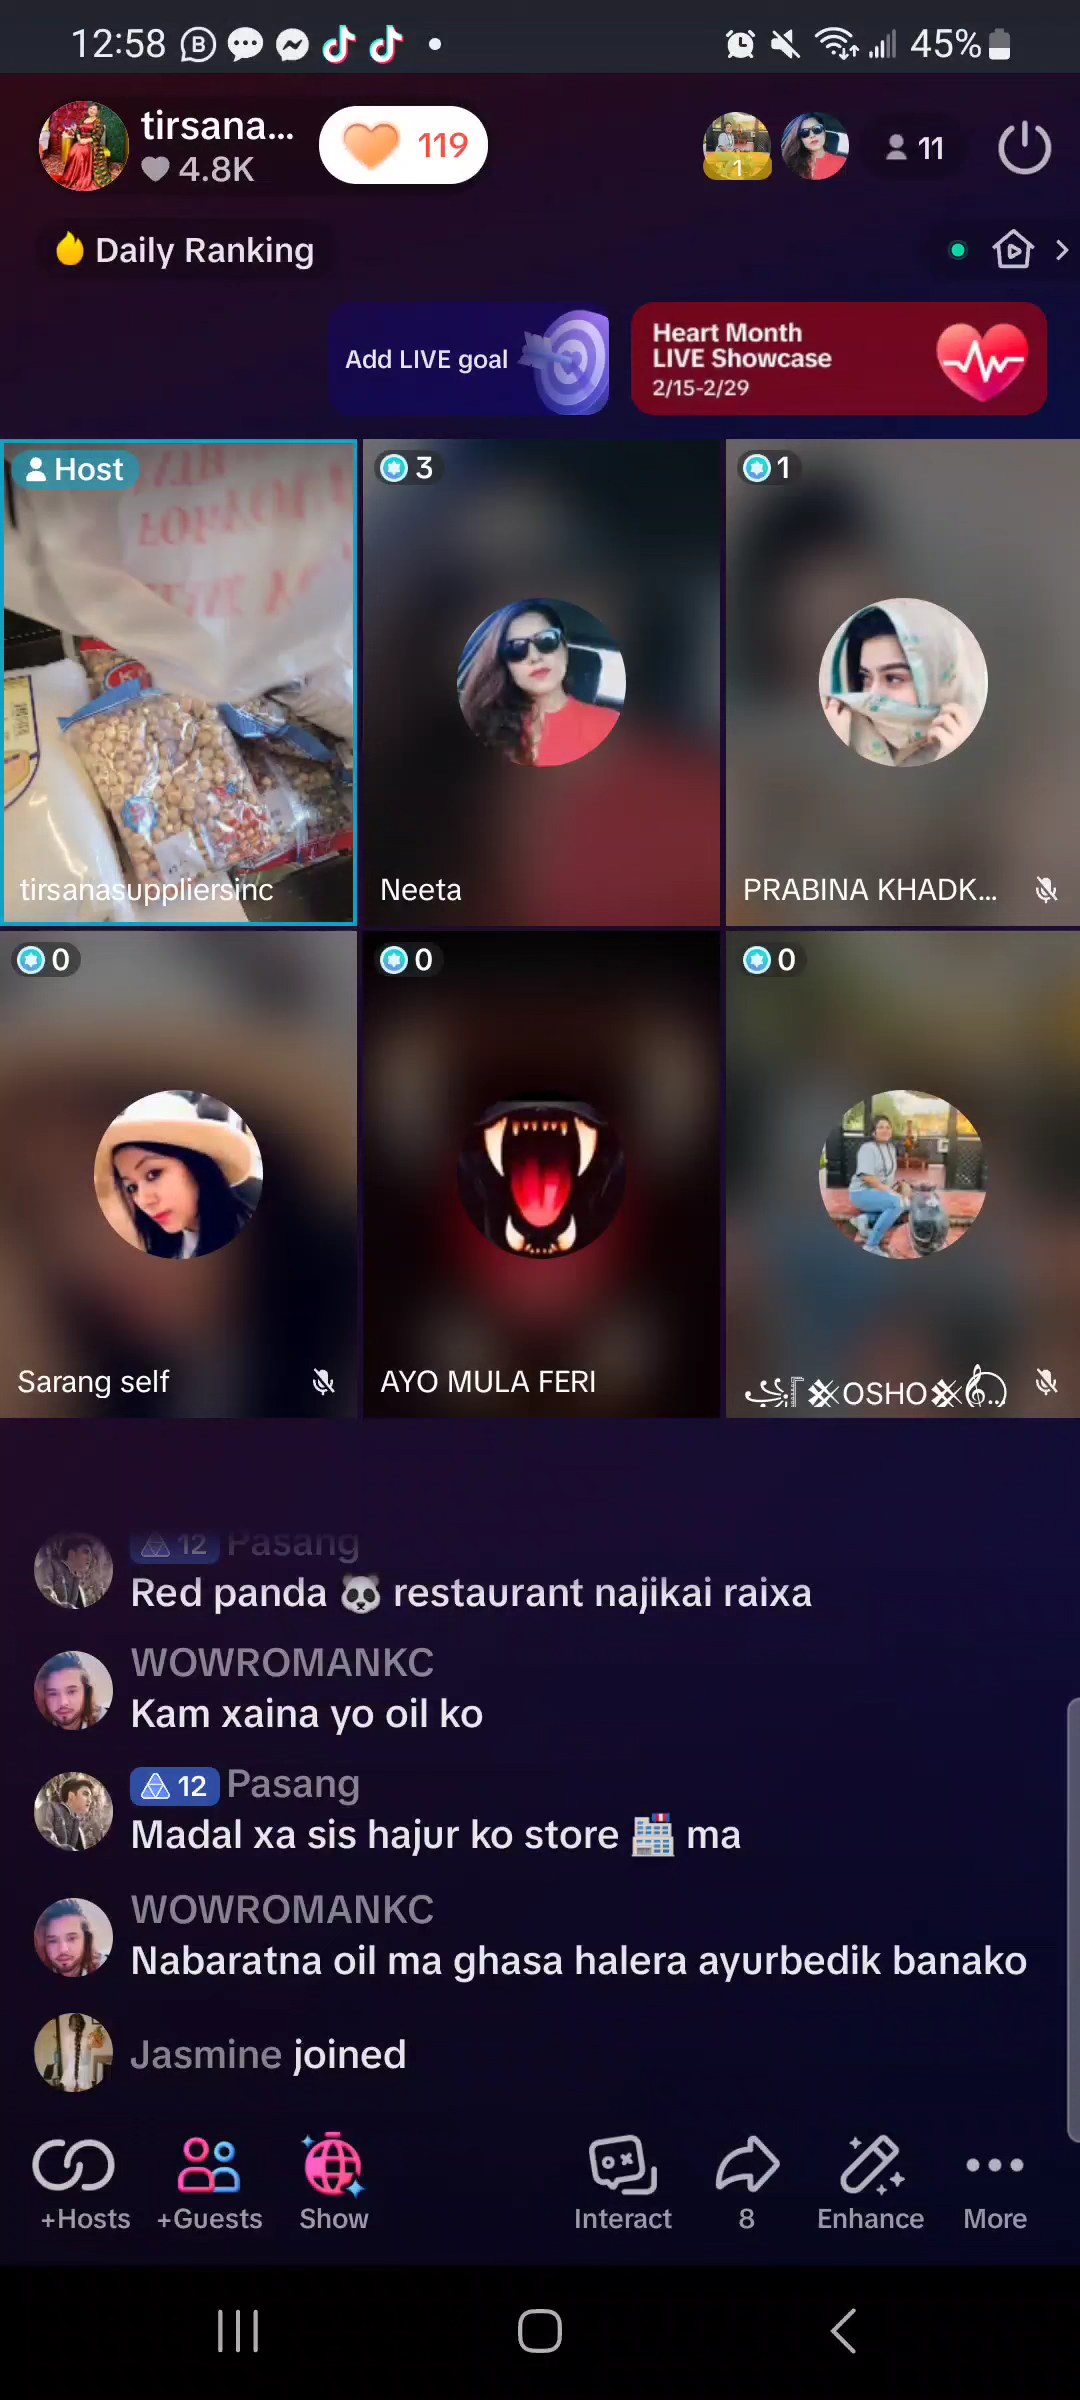 12:58
45%
tirsana...
4.8K
119
1
11
Daily Ranking
Add LIVE goal
Heart Month
LIVE Showcase
2/15-2/29
Host
tirsanasuppliersinc
3
Neeta
1
PRABINA KHADK...
0
Sarang self
0
AYO MULA FERI
0
OSHO
12 Pasang
Red panda 🐼 restaurant najikai raixa
WOWROMANKC
Kam xaina yo oil ko
12 Pasang
Madal xa sis hajur ko store 🏬 ma
WOWROMANKC
Nabaratna oil ma ghasa halera ayurbedik banako
Jasmine joined
+Hosts
+Guests
Show
Interact
8
Enhance
More